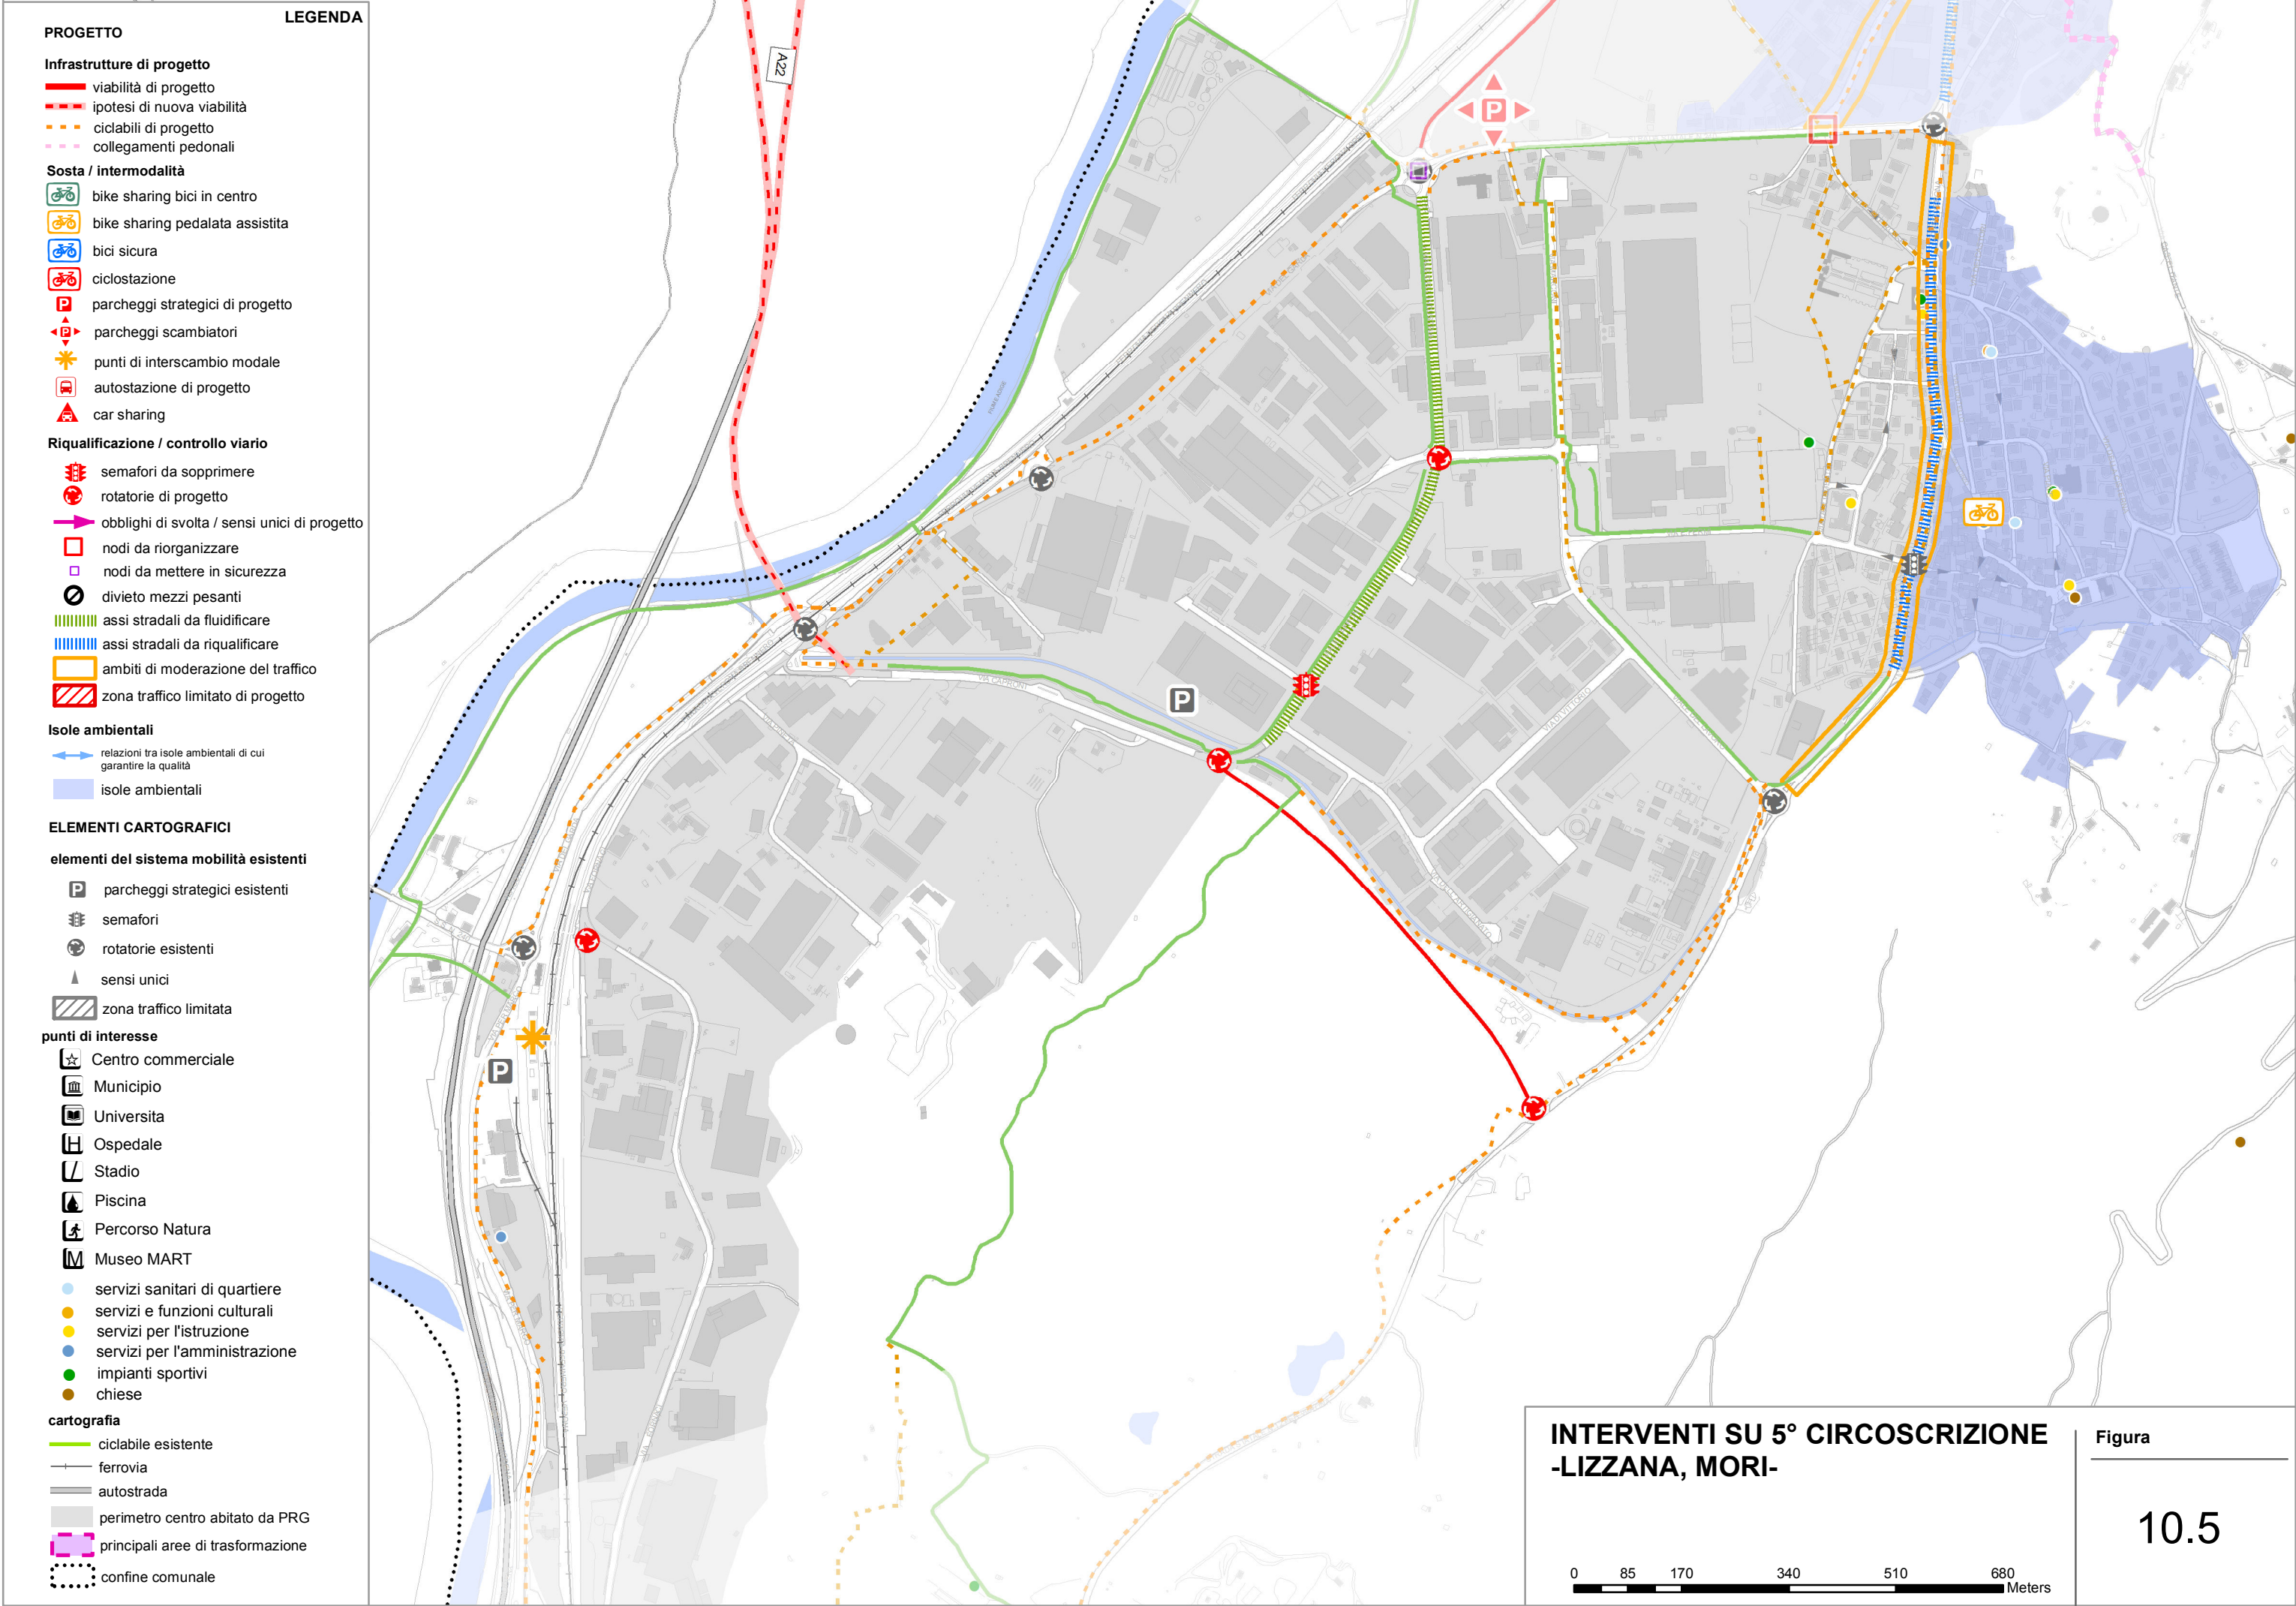 LEGENDA
PROGETTO
Infrastrutture di progetto
viabilità di progetto
ipotesi di nuova viabilità
ciclabili di progetto
collegamenti pedonali
Sosta / intermodalità
bike sharing bici in centro
bike sharing pedalata assistita
bici sicura
ciclostazione
P parcheggi strategici di progetto
P parcheggi scambiatori
punti di interscambio modale
autostazione di progetto
car sharing
Riqualificazione / controllo viario
semafori da sopprimere
rotatorie di progetto
obblighi di svolta / sensi unici di progetto
nodi da riorganizzare
nodi da mettere in sicurezza
divieto mezzi pesanti
assi stradali da fluidificare
assi stradali da riqualificare
ambiti di moderazione del traffico
zona traffico limitato di progetto
Isole ambientali
relazioni tra isole ambientali di cui
garantire la qualità
isole ambientali
ELEMENTI CARTOGRAFICI
elementi del sistema mobilità esistenti
P parcheggi strategici esistenti
semafori
rotatorie esistenti
sensi unici
zona traffico limitata
punti di interesse
Centro commerciale
Municipio
Universita
H Ospedale
Stadio
Piscina
Percorso Natura
M Museo MART
servizi sanitari di quartiere
servizi e funzioni culturali
servizi per l'istruzione
servizi per l'amministrazione
impianti sportivi
chiese
cartografia
ciclabile esistente
ferrovia
autostrada
perimetro centro abitato da PRG
principali aree di trasformazione
confine comunale
A22
P
FIUME ADIGE
VIA CAPRONI
P
P
INTERVENTI SU 5° CIRCOSCRIZIONE
-LIZZANA, MORI-
Figura
10.5
0 85 170 340 510 680
Meters